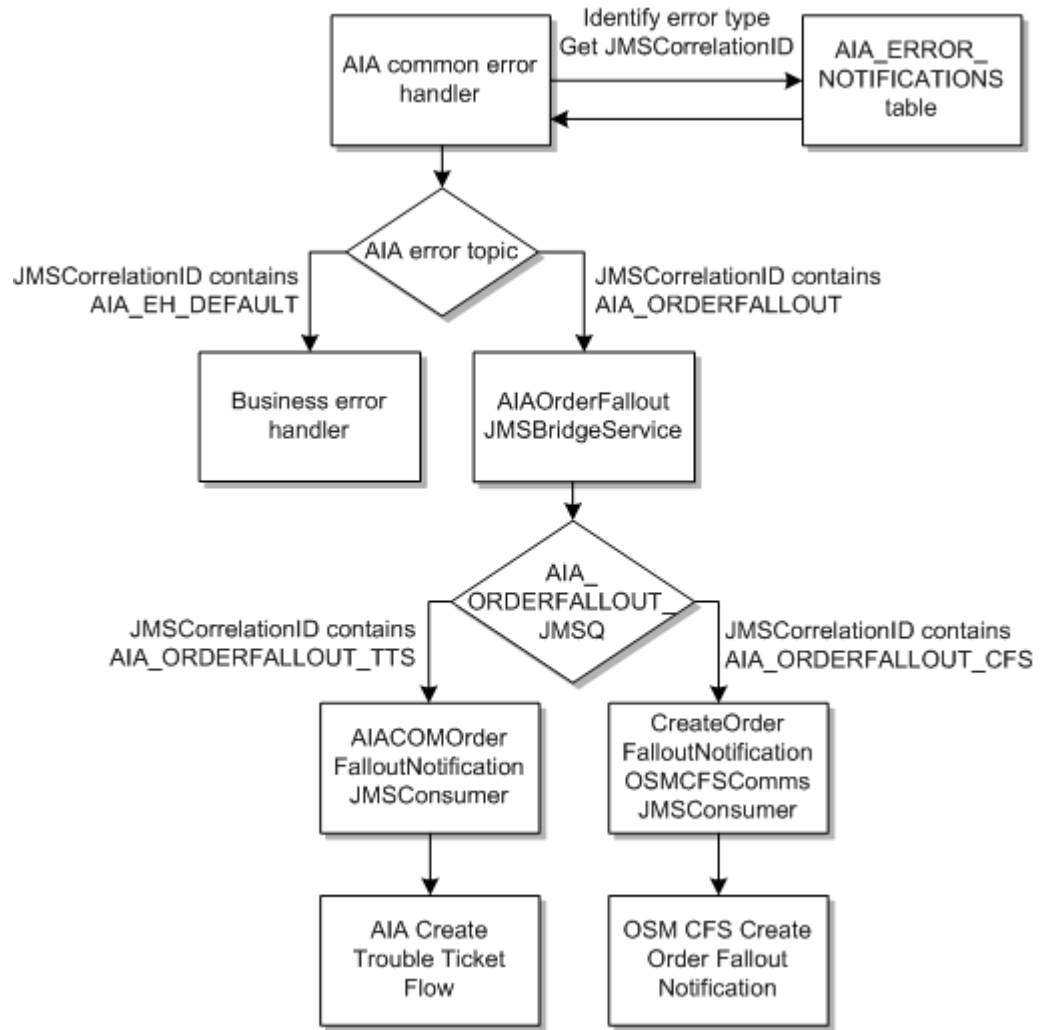 Identify error type
Get JMSCorrelationID
AIA common error
handler
AIA_ERROR_
NOTIFICATIONS
table
AIA error topic
JMSCorrelationID contains
AIA_EH_DEFAULT
JMSCorrelationID contains
AIA_ORDERFALLOUT
Business error
handler
AIAOrderFallout
JMSBridgeService
AIA_
ORDERFALLOUT_
JMSQ
JMSCorrelationID contains
AIA_ORDERFALLOUT_TTS
JMSCorrelationID contains
AIA_ORDERFALLOUT_CFS
AIACOMOrder
FalloutNotification
JMSConsumer
CreateOrder
FalloutNotification
OSMCFSComms
JMSConsumer
AIA Create
Trouble Ticket
Flow
OSM CFS Create
Order Fallout
Notification